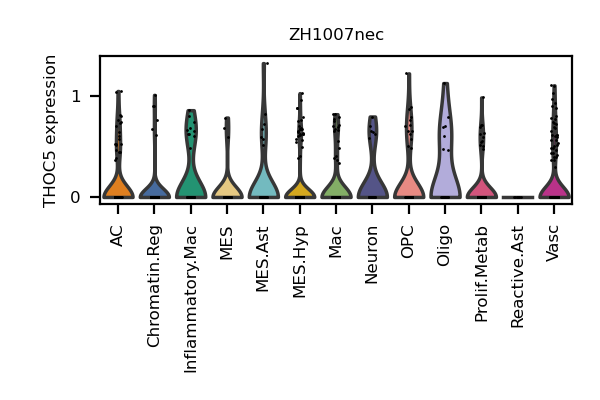 ZH1007nec
THOC5 expression
1
0
AC
Chromatin.Reg
Inflammatory.Mac
MES
MES.Ast
MES.Hyp
Mac
Neuron
OPC
Oligo
Prolif.Metab
Reactive.Ast
Vasc